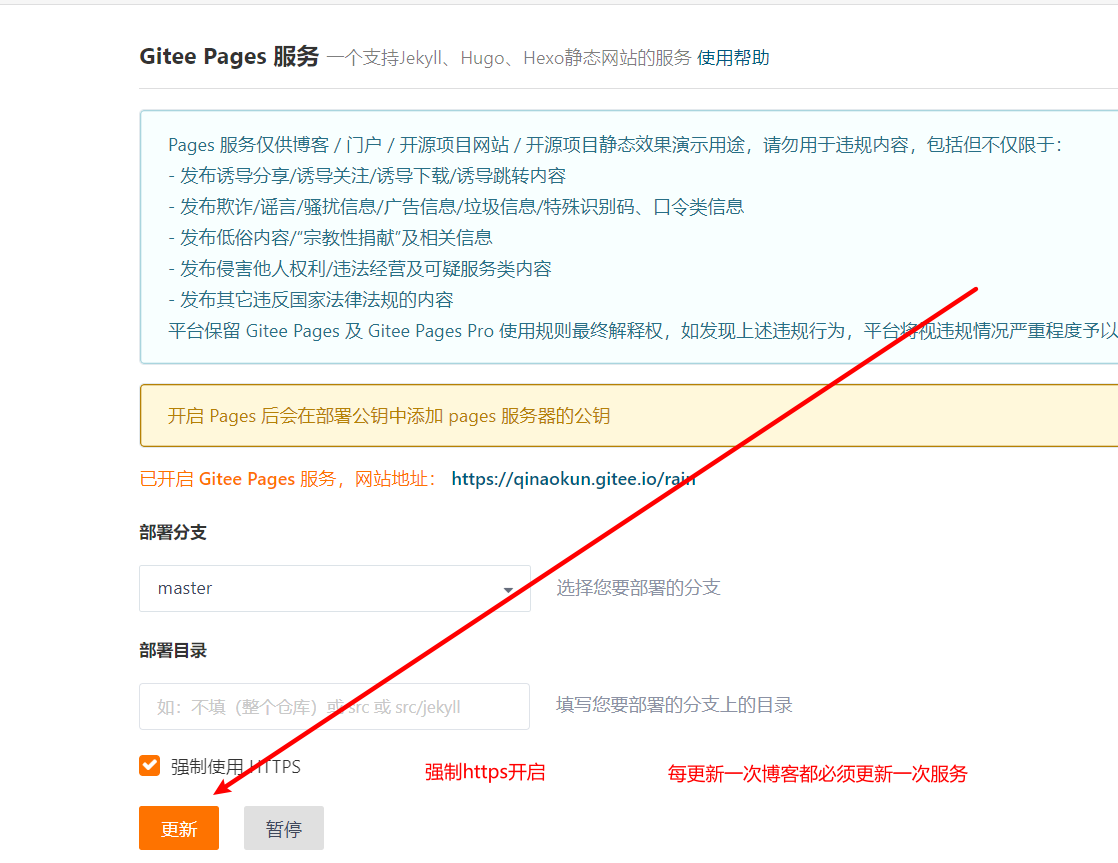 Gitee Pages 服务 一个支持Jekyll、Hugo、Hexo静态网站的服务 使用帮助
Pages 服务仅供博客 / 门户 / 开源项目网站 / 开源项目静态效果演示用途，请勿用于违规内容，包括但不仅限于：
- 发布诱导分享/诱导关注/诱导下载/诱导跳转内容
- 发布欺诈/谣言/骚扰信息/广告信息/垃圾信息/特殊识别码、口令类信息
- 发布低俗内容/“宗教性捐献”及相关信息
- 发布侵害他人权利/违法经营及可疑服务类内容
- 发布其它违反国家法律法规的内容
平台保留 Gitee Pages 及 Gitee Pages Pro 使用规则最终解释权，如发现上述违规行为，平台将视违规情况严重程度予以
开启 Pages 后会在部署公钥中添加 pages 服务器的公钥
已开启 Gitee Pages 服务，网站地址： https://qinaokun.gitee.io/rain
部署分支
master 选择您要部署的分支
部署目录
如：不填（整个仓库）或 src 或 src/jekyll 填写您要部署的分支上的目录
强制使用 HTTPS 强制https开启 每更新一次博客都必须更新一次服务
更新 暂停